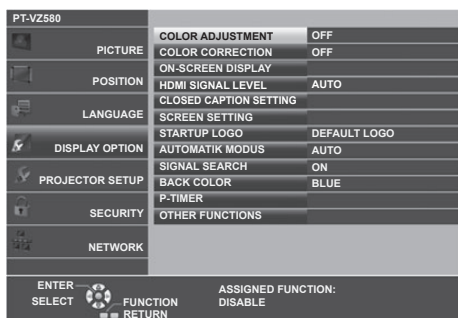 PT-VZ580
PICTURE
POSITION
LANGUAGE
DISPLAY OPTION
PROJECTOR SETUP
SECURITY
NETWORK
COLOR ADJUSTMENT OFF
COLOR CORRECTION OFF
ON-SCREEN DISPLAY
HDMI SIGNAL LEVEL AUTO
CLOSED CAPTION SETTING
SCREEN SETTING
STARTUP LOGO DEFAULT LOGO
AUTOMATIK MODUS AUTO
SIGNAL SEARCH ON
BACK COLOR BLUE
P-TIMER
OTHER FUNCTIONS
ENTER
SELECT
FUNCTION
RETURN
ASSIGNED FUNCTION:
DISABLE